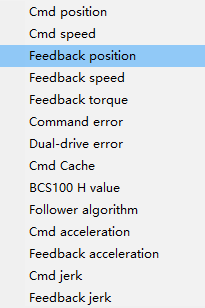 Cmd position
Cmd speed
Feedback position
Feedback speed
Feedback torque
Command error
Dual-drive error
Cmd Cache
BCS100 H value
Follower algorithm
Cmd acceleration
Feedback acceleration
Cmd jerk
Feedback jerk